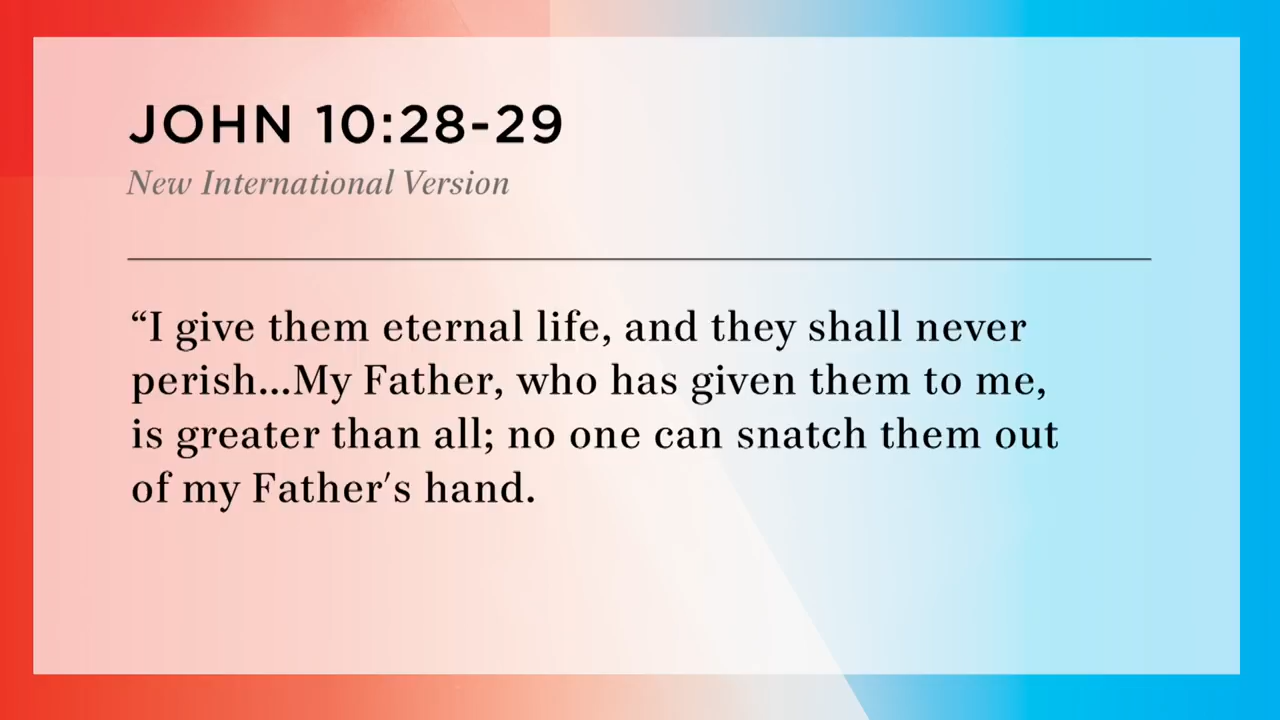 JOHN 10:28-29
New International Version
“I give them eternal life, and they shall never
perish...My Father, who has given them to me,
is greater than all; no one can snatch them out
of my Father's hand.